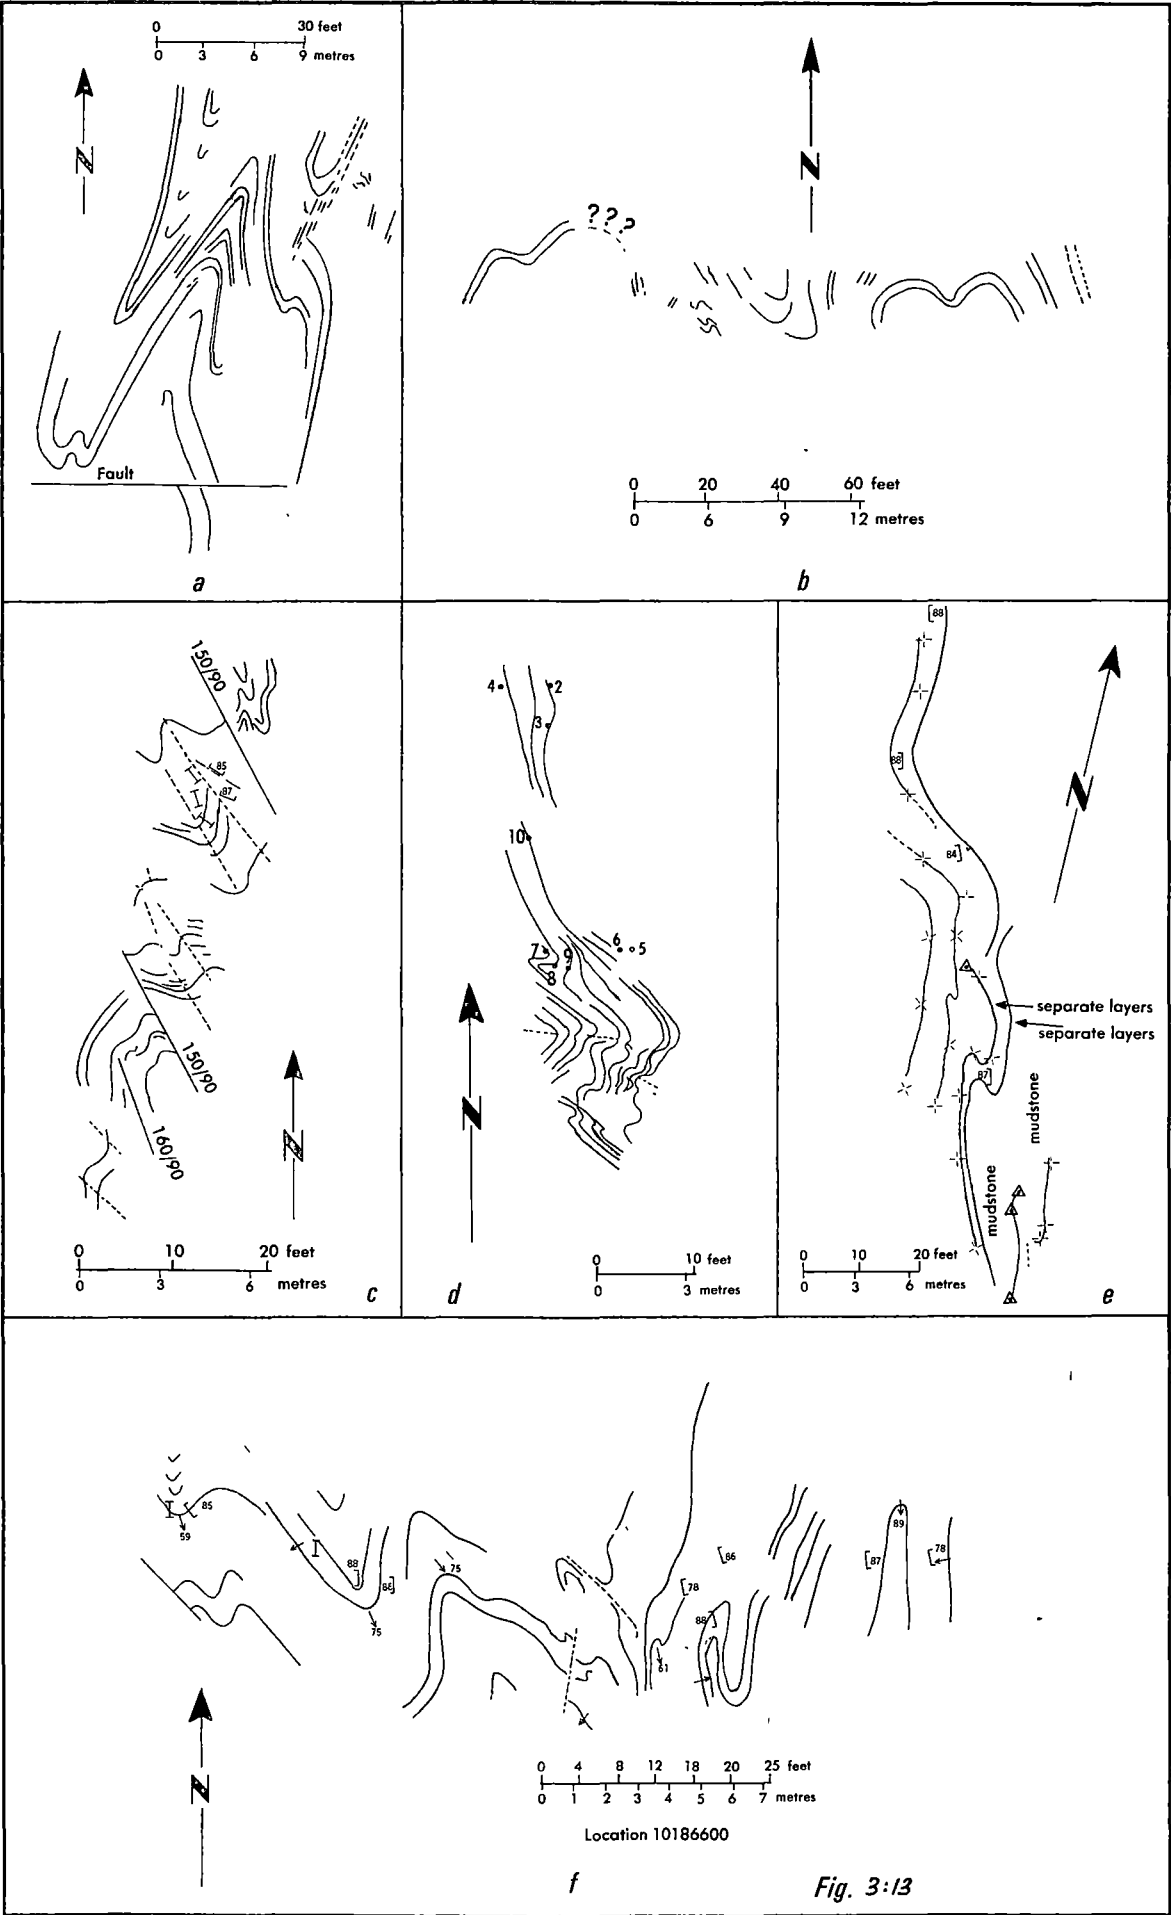 0 30 feet
0 3 6 9 metres
N
Fault
a
N
? ? ?
0 20 40 60 feet
0 6 9 12 metres
b
150/90
85
87
150/90
160/90
N
0 10 20 feet
0 3 6 metres
c
4 2
3
10
7 9 6 5
8
N
0 10 feet
0 3 metres
d
88
N
88
84
separate layers
separate layers
87
mudstone
mudstone
0 10 20 feet
0 3 6 metres
e
85
59
88
88
75
75
86
78
88
61
89
87
78
N
0 4 8 12 18 20 25 feet
0 1 2 3 4 5 6 7 metres
Location 10186600
f
Fig. 3:13